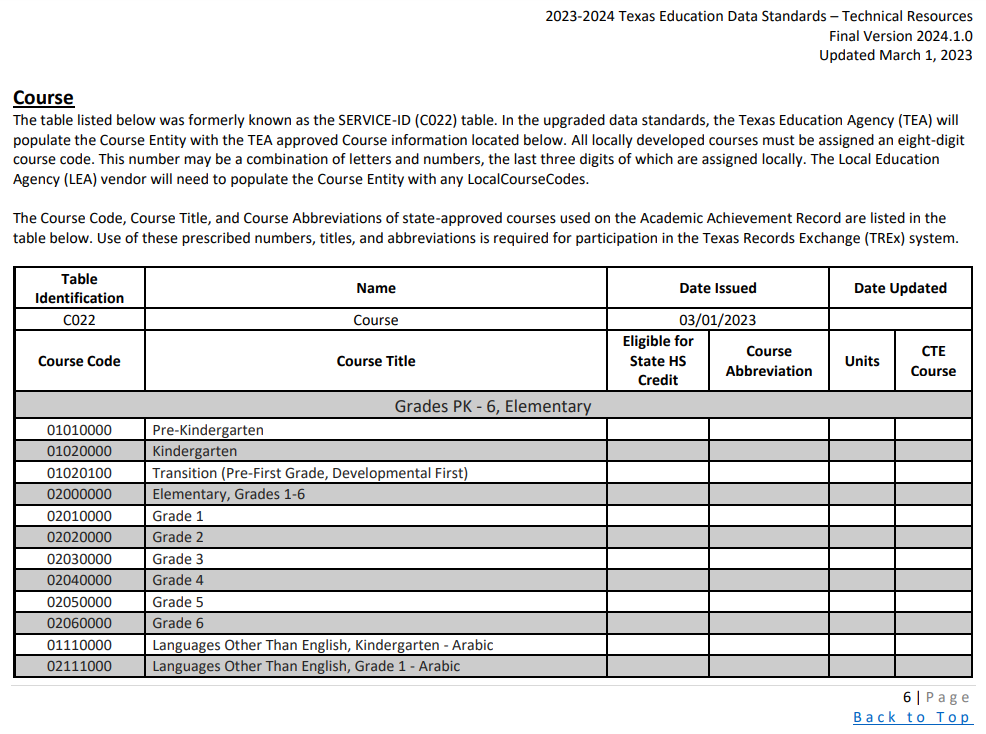 2023-2024 Texas Education Data Standards – Technical Resources
Final Version 2024.1.0
Updated March 1, 2023
Course
The table listed below was formerly known as the SERVICE-ID (C022) table. In the upgraded data standards, the Texas Education Agency (TEA) will
populate the Course Entity with the TEA approved Course information located below. All locally developed courses must be assigned an eight-digit
course code. This number may be a combination of letters and numbers, the last three digits of which are assigned locally. The Local Education
Agency (LEA) vendor will need to populate the Course Entity with any LocalCourseCodes.
The Course Code, Course Title, and Course Abbreviations of state-approved courses used on the Academic Achievement Record are listed in the
table below. Use of these prescribed numbers, titles, and abbreviations is required for participation in the Texas Records Exchange (TREx) system.
Table Identification Name Date Issued Date Updated
C022 Course 03/01/2023
Course Code Course Title Eligible for State HS Credit Course Abbreviation Units CTE Course
Grades PK - 6, Elementary
01010000 Pre-Kindergarten
01020000 Kindergarten
01020100 Transition (Pre-First Grade, Developmental First)
02000000 Elementary, Grades 1-6
02010000 Grade 1
02020000 Grade 2
02030000 Grade 3
02040000 Grade 4
02050000 Grade 5
02060000 Grade 6
01110000 Languages Other Than English, Kindergarten - Arabic
02111000 Languages Other Than English, Grade 1 - Arabic
6 | Page
Back to Top